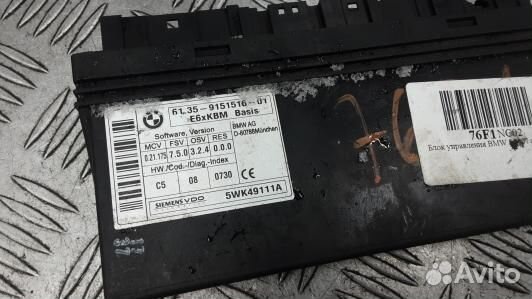 61.35-9151516-01
E6xKBM Basis
Software, Version
MCV FSV OSV RES
0.21.175 7.5.0 3.2.4 0.0.0
BMW AG
D-80788München
HW./Cod.-/Diag.-Index
C5 08 0730
SIEMENS VDO
5WK49111A
76F1NC02
Блок управления BMW
76
Avito